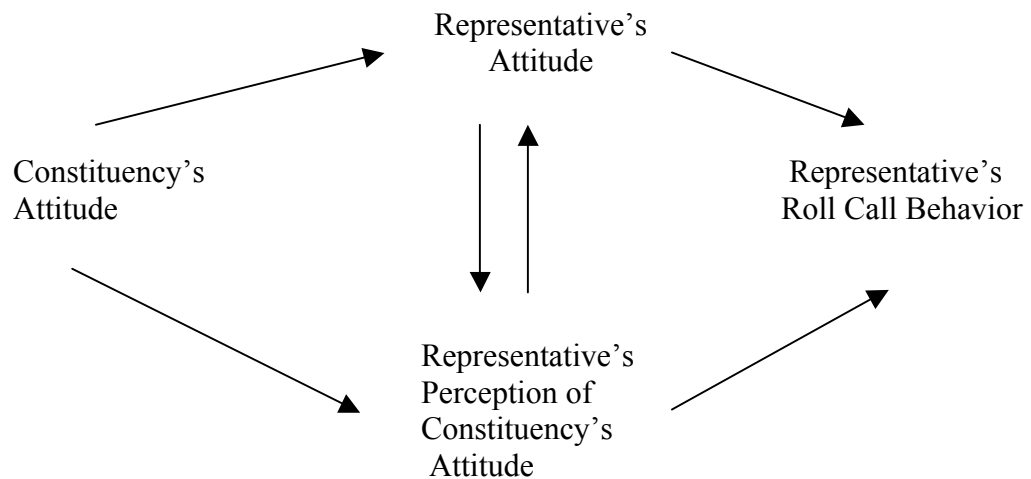 Representative’s
Attitude
Constituency’s
Attitude
Representative’s
Roll Call Behavior
Representative’s
Perception of
Constituency’s
Attitude